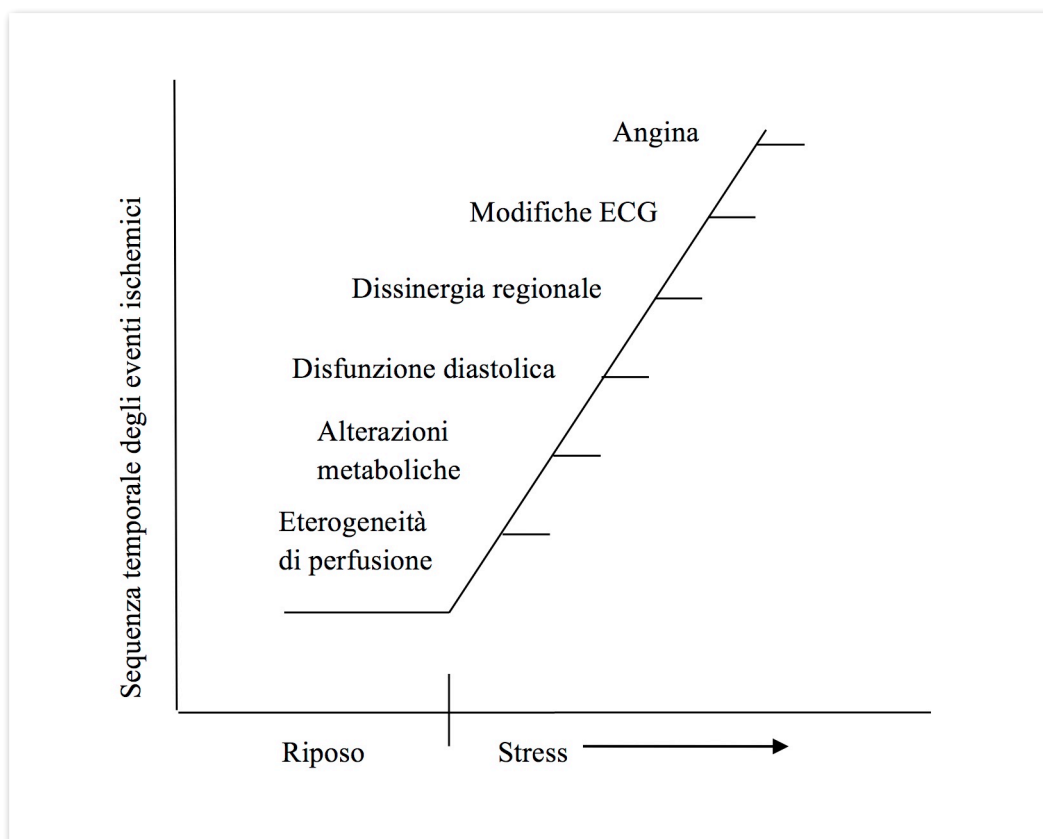 Sequenza temporale degli eventi ischemici
Angina
Modifiche ECG
Dissinergia regionale
Disfunzione diastolica
Alterazioni
metaboliche
Eterogeneità
di perfusione
Riposo
Stress